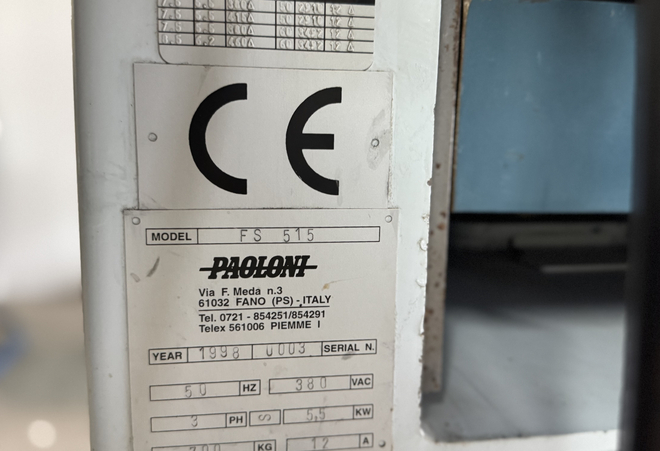 CE
MODEL FS 515
PAOLONI
Via F. Meda n.3
61032 FANO (PS) - ITALY
Tel. 0721 - 854251/854291
Telex 561006 PIEMME I
YEAR 1998 0003 SERIAL N.
50 HZ 380 VAC
3 PH S 5,5 KW
KG 12 A